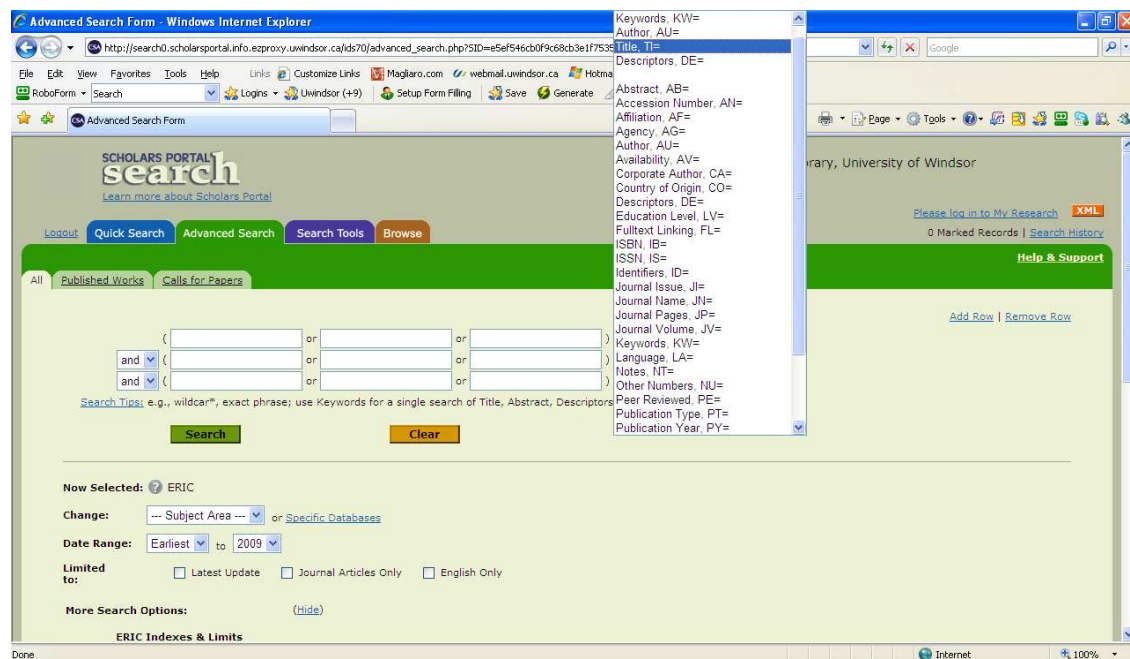 Advanced Search Form - Windows Internet Explorer
http://search0.scholarsportal.info.ezproxy.uwindsor.ca/ids70/advanced_search.php?SID=e5ef546cb0f9c68cb3e1f7535
Google
File Edit View Favorites Tools Help Links Customize Links Magliaro.com webmail.uwindsor.ca Hotma
RoboForm Search Logins Uwindsor (+9) Setup Form Filling Save Generate
Advanced Search Form
Page Tools
Keywords, KW=
Author, AU=
Title, TI=
Descriptors, DE=
Abstract, AB=
Accession Number, AN=
Affiliation, AF=
Agency, AG=
Author, AU=
Availability, AV=
Corporate Author, CA=
Country of Origin, CO=
Descriptors, DE=
Education Level, LV=
Fulltext Linking, FL=
ISBN, IB=
ISSN, IS=
Identifiers, ID=
Journal Issue, JI=
Journal Name, JN=
Journal Pages, JP=
Journal Volume, JV=
Keywords, KW=
Language, LA=
Notes, NT=
Other Numbers, NU=
Peer Reviewed, PE=
Publication Type, PT=
Publication Year, PY=
SCHOLARS PORTAL
search
Learn more about Scholars Portal
rary, University of Windsor
Please log in to My Research XML
Logout Quick Search Advanced Search Search Tools Browse
0 Marked Records | Search History
Help & Support
All Published Works Calls for Papers
Add Row | Remove Row
( or or )
and ( or or )
and ( or or )
Search Tips: e.g., wildcar*, exact phrase; use Keywords for a single search of Title, Abstract, Descriptors
Search Clear
Now Selected: ? ERIC
Change: --- Subject Area --- or Specific Databases
Date Range: Earliest to 2009
Limited to: Latest Update Journal Articles Only English Only
More Search Options: (Hide)
ERIC Indexes & Limits
Done Internet 100%